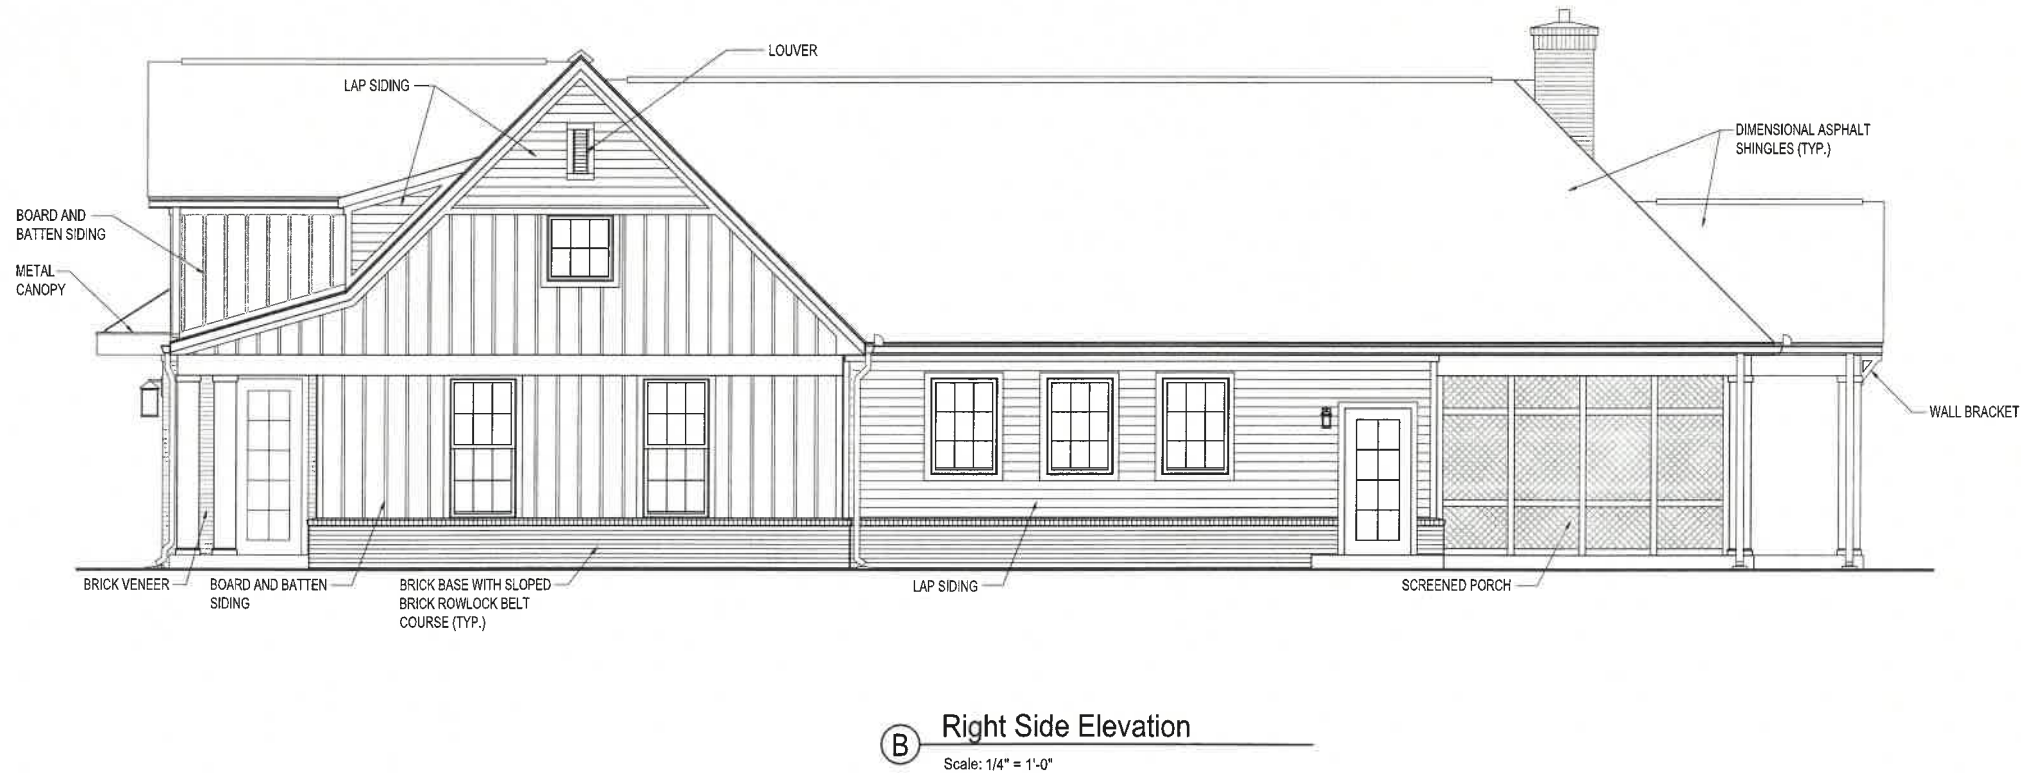 LOUVER
LAP SIDING
DIMENSIONAL ASPHALT
SHINGLES (TYP.)
BOARD AND
BATTEN SIDING
METAL
CANOPY
WALL BRACKET
BRICK VENEER
BOARD AND BATTEN
SIDING
BRICK BASE WITH SLOPED
BRICK ROWLOCK BELT
COURSE (TYP.)
LAP SIDING
SCREENED PORCH
B
Right Side Elevation
Scale: 1/4" = 1'-0"